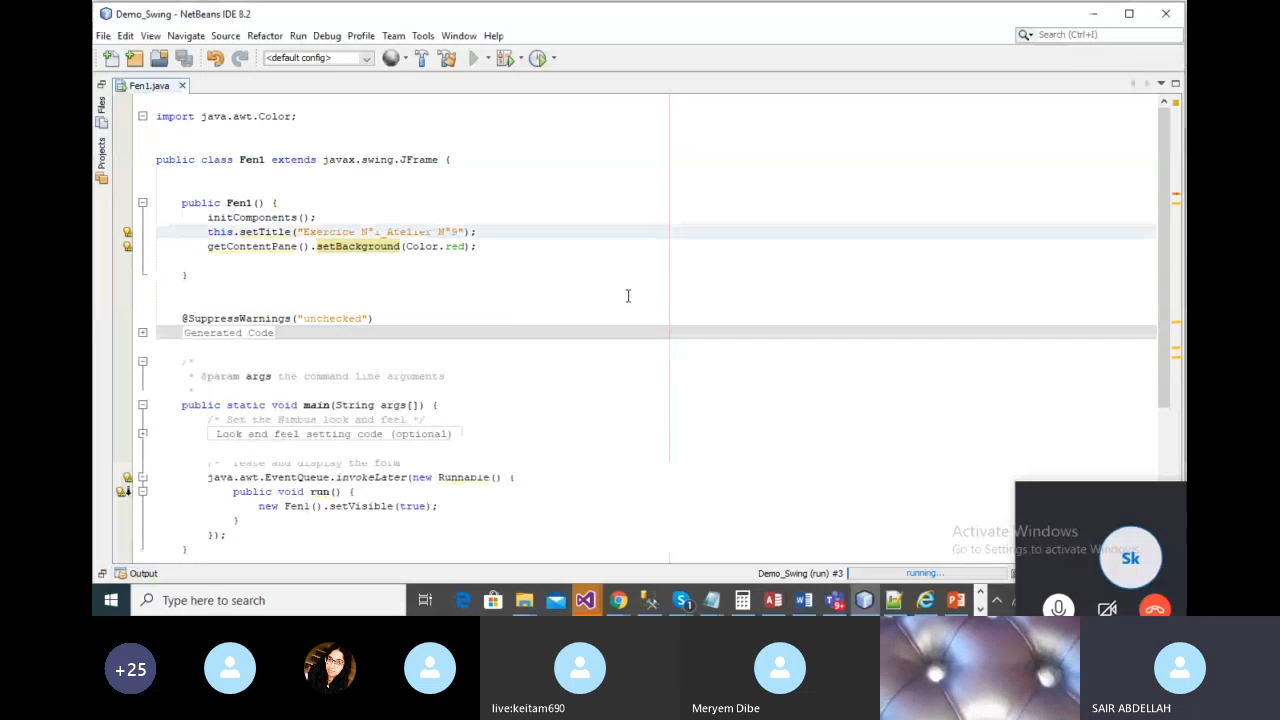 Demo_Swing - NetBeans IDE 8.2
File Edit View Navigate Source Refactor Run Debug Profile Team Tools Window Help
Search (Ctrl+I)
<default config>
Fen1.java
Files
Projects
import java.awt.Color;
public class Fen1 extends javax.swing.JFrame {
public Fen1() {
initComponents();
this.setTitle("Exercice N°1_Atelier N°9");
getContentPane().setBackground(Color.red);
}
@SuppressWarnings("unchecked")
Generated Code
/*
* @param args the command line arguments
*
public static void main(String args[]) {
/* Set the Nimbus look and feel */
Look and feel setting code (optional)
/* and display the form
java.awt.EventQueue.invokeLater(new Runnable() {
public void run() {
new Fen1().setVisible(true);
}
});
}
Activate Windows
Go to Settings to activate Windows.
Sk
Output
Demo_Swing (run) #3
running...
Type here to search
+25
live:keitam690
Meryem Dibe
SAIR ABDELLAH